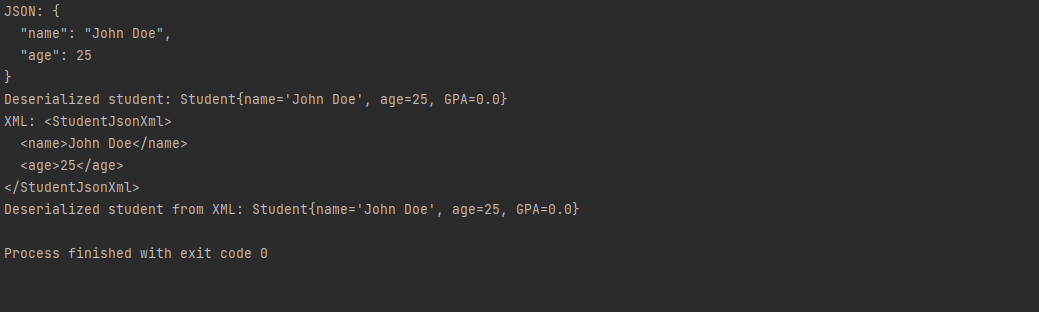 JSON: {
  "name": "John Doe",
  "age": 25
}
Deserialized student: Student{name='John Doe', age=25, GPA=0.0}
XML: <StudentJsonXml>
  <name>John Doe</name>
  <age>25</age>
</StudentJsonXml>
Deserialized student from XML: Student{name='John Doe', age=25, GPA=0.0}
Process finished with exit code 0